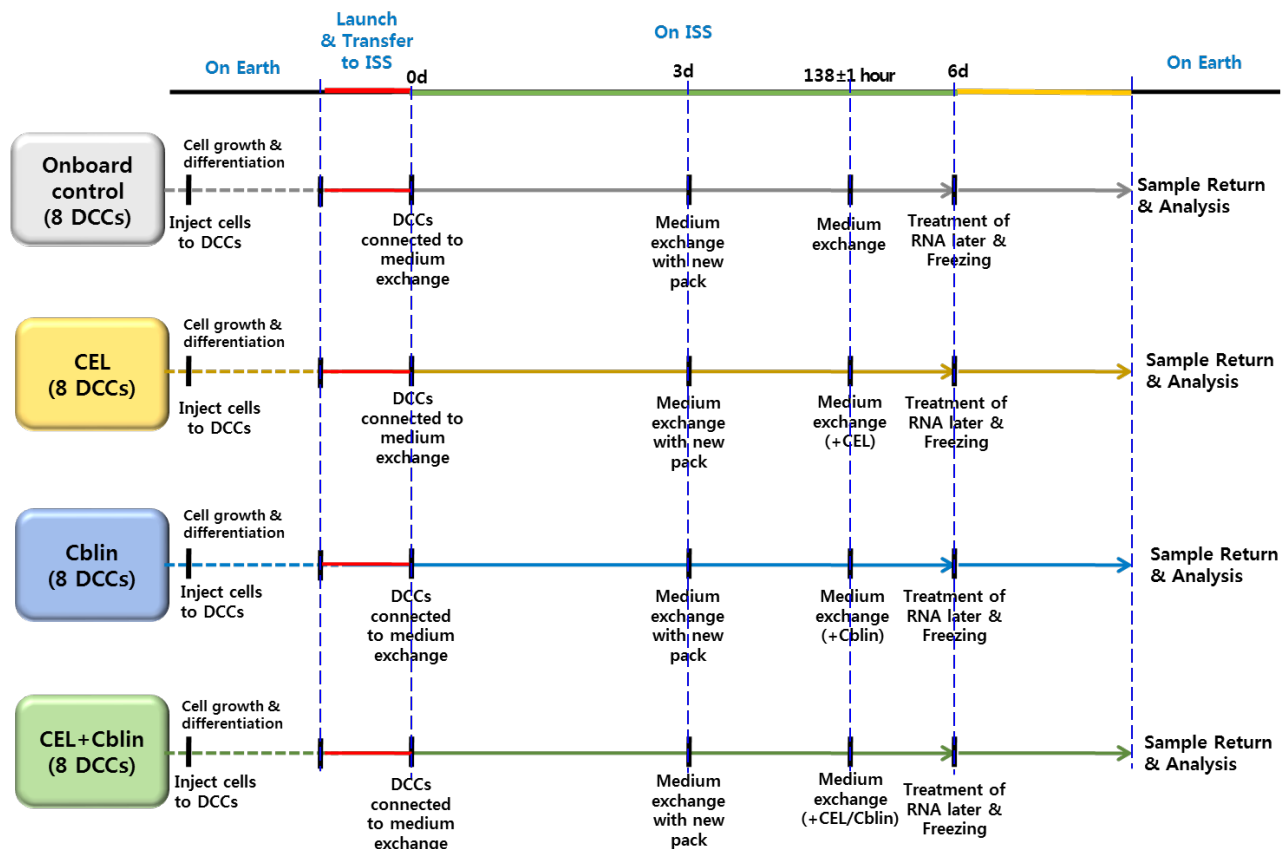 Launch
& Transfer
to ISS
On Earth
On ISS
On Earth
0d
3d
138±1 hour
6d
Onboard
control
(8 DCCs)
Cell growth &
differentiation
Inject cells
to DCCs
DCCs
connected to
medium
exchange
Medium
exchange
with new
pack
Medium
exchange
Treatment of
RNA later &
Freezing
Sample Return
& Analysis
CEL
(8 DCCs)
Cell growth &
differentiation
Inject cells
to DCCs
DCCs
connected to
medium
exchange
Medium
exchange
with new
pack
Medium
exchange
(+CEL)
Treatment of
RNA later &
Freezing
Sample Return
& Analysis
Cblin
(8 DCCs)
Cell growth &
differentiation
Inject cells
to DCCs
DCCs
connected
to medium
exchange
Medium
exchange
with new
pack
Medium
exchange
(+Cblin)
Treatment of
RNA later &
Freezing
Sample Return
& Analysis
CEL+Cblin
(8 DCCs)
Cell growth &
differentiation
Inject cells
to DCCs
DCCs
connected
to medium
exchange
Medium
exchange
with new
pack
Medium
exchange
(+CEL/Cblin)
Treatment of
RNA later &
Freezing
Sample Return
& Analysis